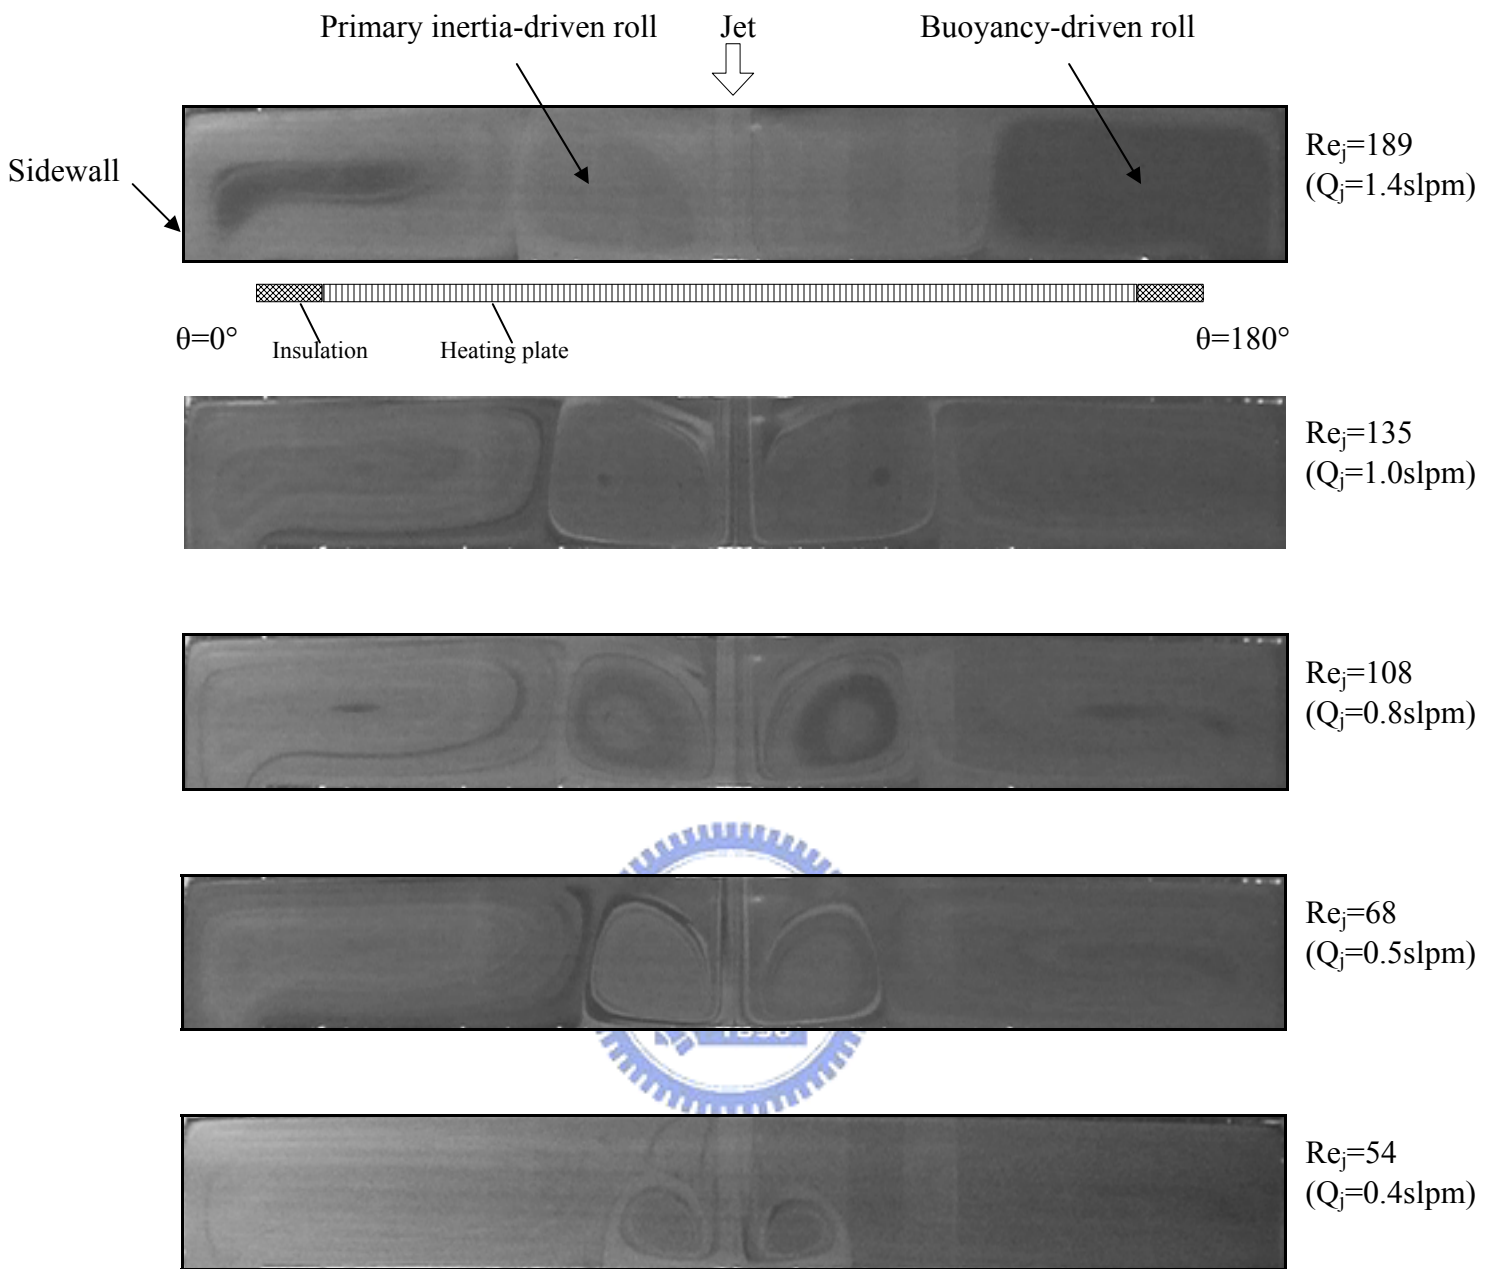 Primary inertia-driven roll Jet Buoyancy-driven roll
Sidewall
Reⱼ=189
(Qⱼ=1.4slpm)
θ=0° Insulation Heating plate θ=180°
Reⱼ=135
(Qⱼ=1.0slpm)
Reⱼ=108
(Qⱼ=0.8slpm)
Reⱼ=68
(Qⱼ=0.5slpm)
Reⱼ=54
(Qⱼ=0.4slpm)